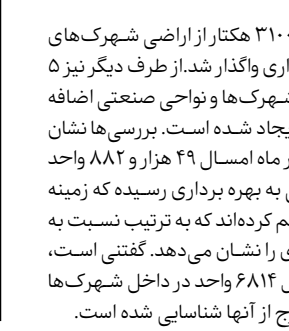 ۳۱۰۰ هکتار از اراضی شهرک‌های
اری واگذار شد.از طرف دیگر نیز ۵
شهرک‌ها و نواحی صنعتی اضافه
یجاد شده است. بررسی‌ها نشان
ر ماه امسال ۴۹ هزار و ۸۸۲ واحد
ی به بهره برداری رسیده که زمینه
م کرده‌اند که به ترتیب نسبت به
ی را نشان می‌دهد. گفتنی است،
ل ۶۸۱۴ واحد در داخل شهرک‌ها
ج از آنها شناسایی شده است.